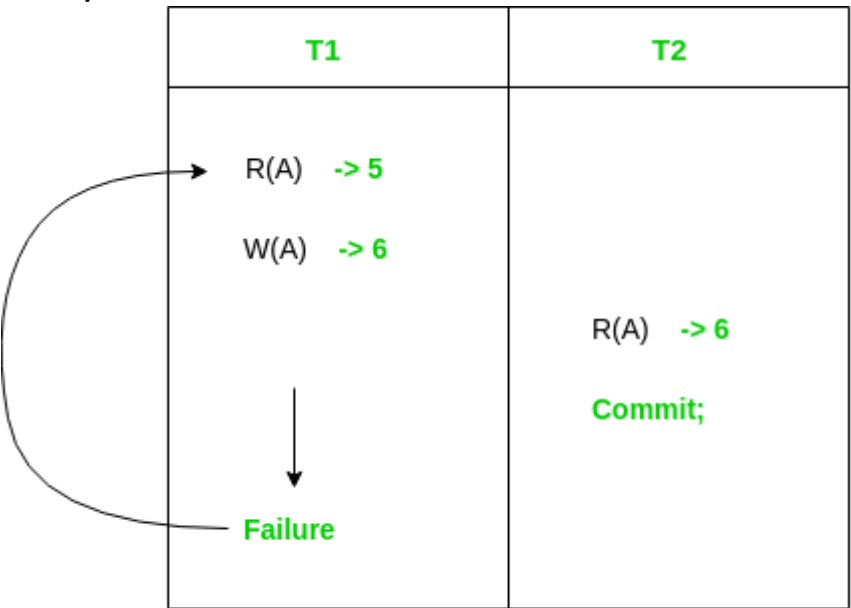 T1 T2
R(A) -> 5
W(A) -> 6
R(A) -> 6
Commit;
Failure